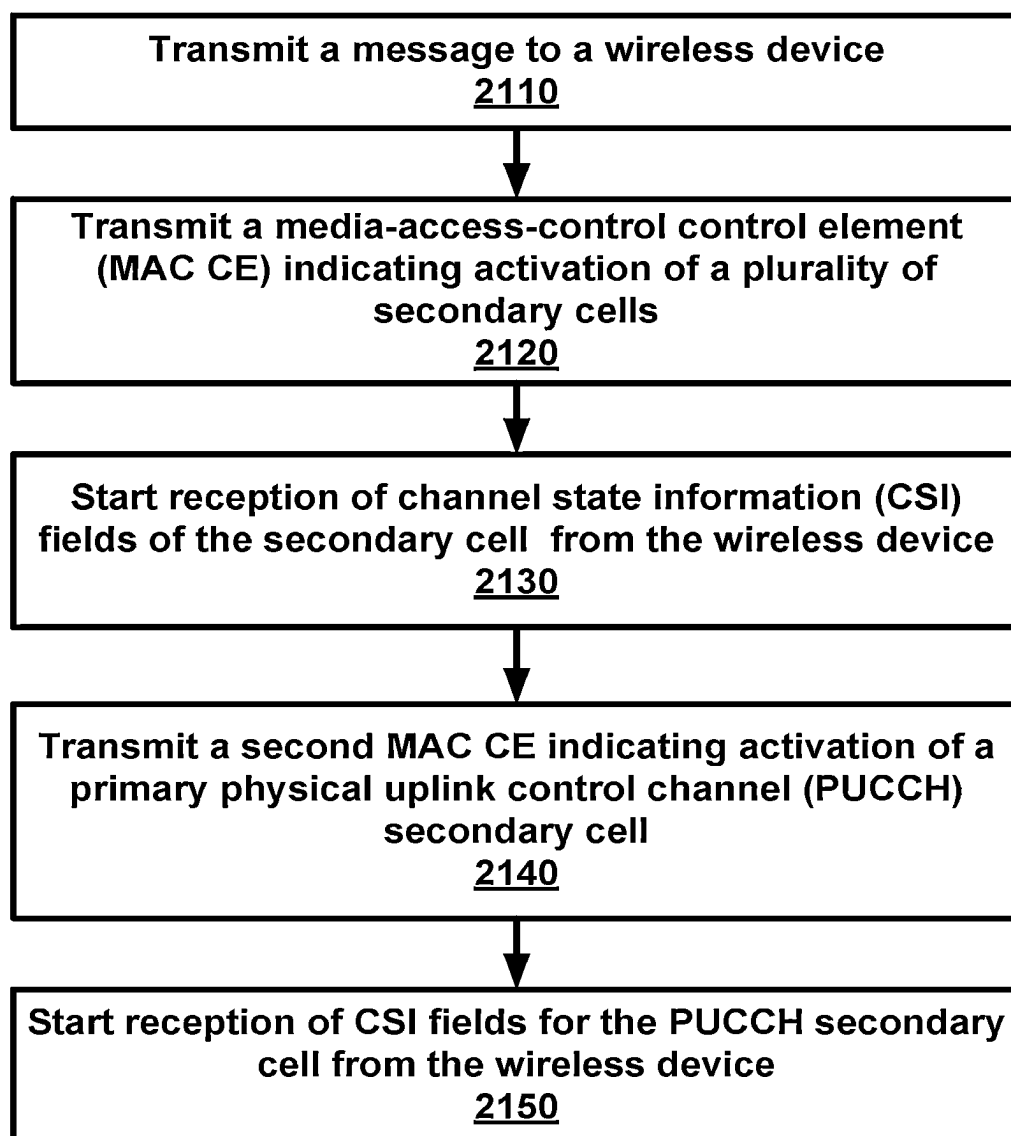 Transmit a message to a wireless device
2110
Transmit a media-access-control control element
(MAC CE) indicating activation of a plurality of
secondary cells
2120
Start reception of channel state information (CSI)
fields of the secondary cell from the wireless device
2130
Transmit a second MAC CE indicating activation of a
primary physical uplink control channel (PUCCH)
secondary cell
2140
Start reception of CSI fields for the PUCCH secondary
cell from the wireless device
2150